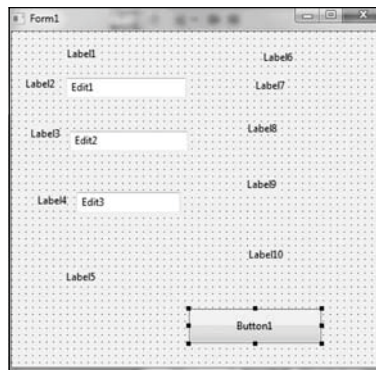 Form1
Label1
Label6
Label2
Edit1
Label7
Label3
Edit2
Label8
Label4
Edit3
Label9
Label5
Label10
Button1